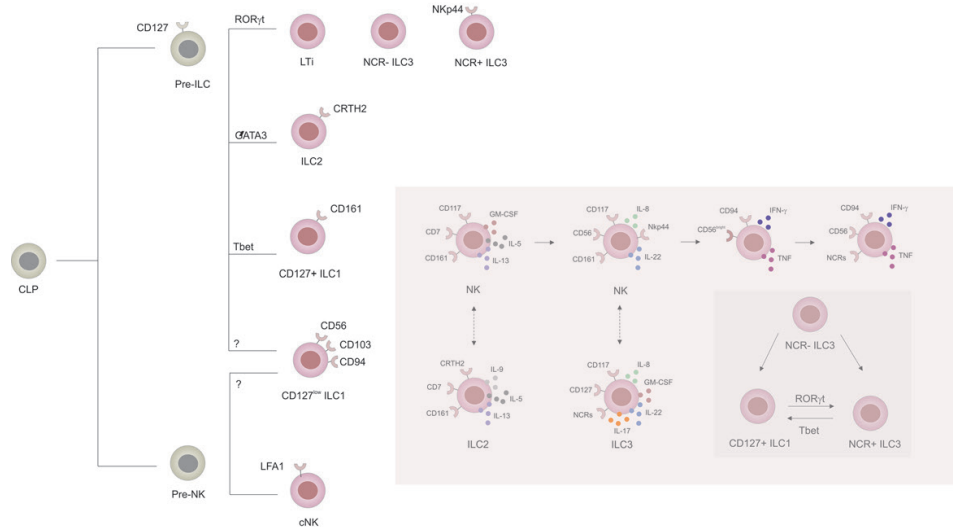 CD127
Pre-ILC
CLP
Pre-NK
RORγt
LTi
NCR- ILC3
NKp44
NCR+ ILC3
GATA3
CRTH2
ILC2
Tbet
CD161
CD127+ ILC1
?
CD56
CD103
CD94
CD127low ILC1
?
LFA1
cNK
CD117
GM-CSF
CD7
IL-5
CD161
IL-13
NK
CD117
IL-8
CD56
Nkp44
CD161
IL-22
NK
CD94
IFN-γ
CD56bright
TNF
CD94
IFN-γ
CD56
NCRs
TNF
CRTH2
IL-9
CD7
IL-5
CD161
IL-13
ILC2
CD117
IL-8
CD127
GM-CSF
NCRs
IL-22
IL-17
ILC3
NCR- ILC3
RORγt
Tbet
CD127+ ILC1
NCR+ ILC3